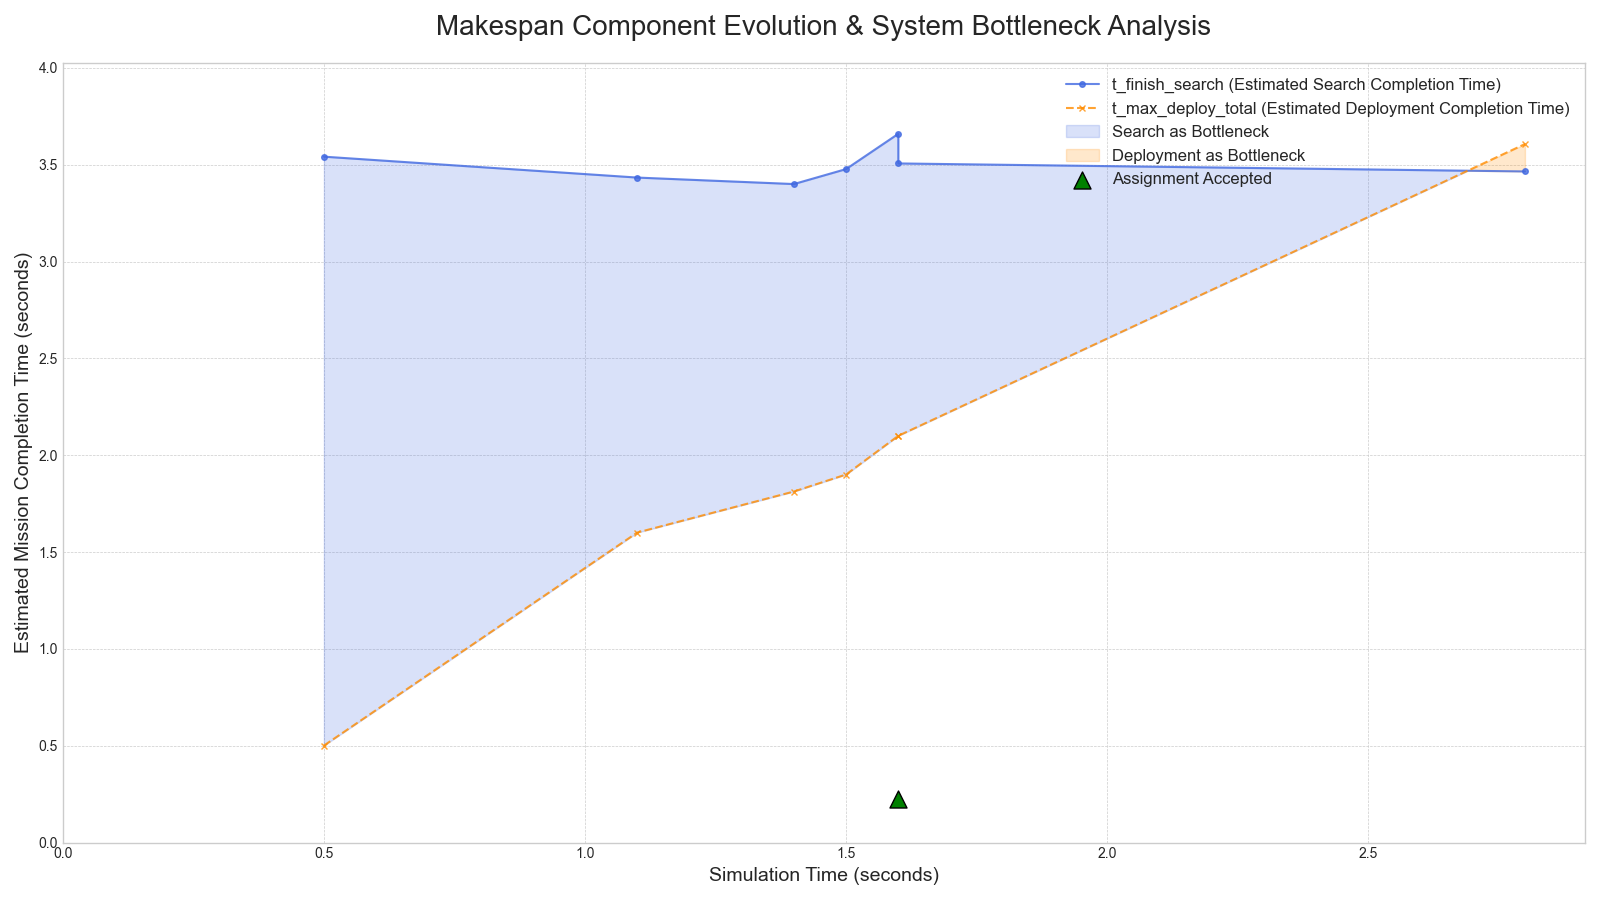 Makespan Component Evolution & System Bottleneck Analysis
t_finish_search (Estimated Search Completion Time)
t_max_deploy_total (Estimated Deployment Completion Time)
Search as Bottleneck
Deployment as Bottleneck
Assignment Accepted
Estimated Mission Completion Time (seconds)
4.0
3.5
3.0
2.5
2.0
1.5
1.0
0.5
0.0
0.0 0.5 1.0 1.5 2.0 2.5
Simulation Time (seconds)